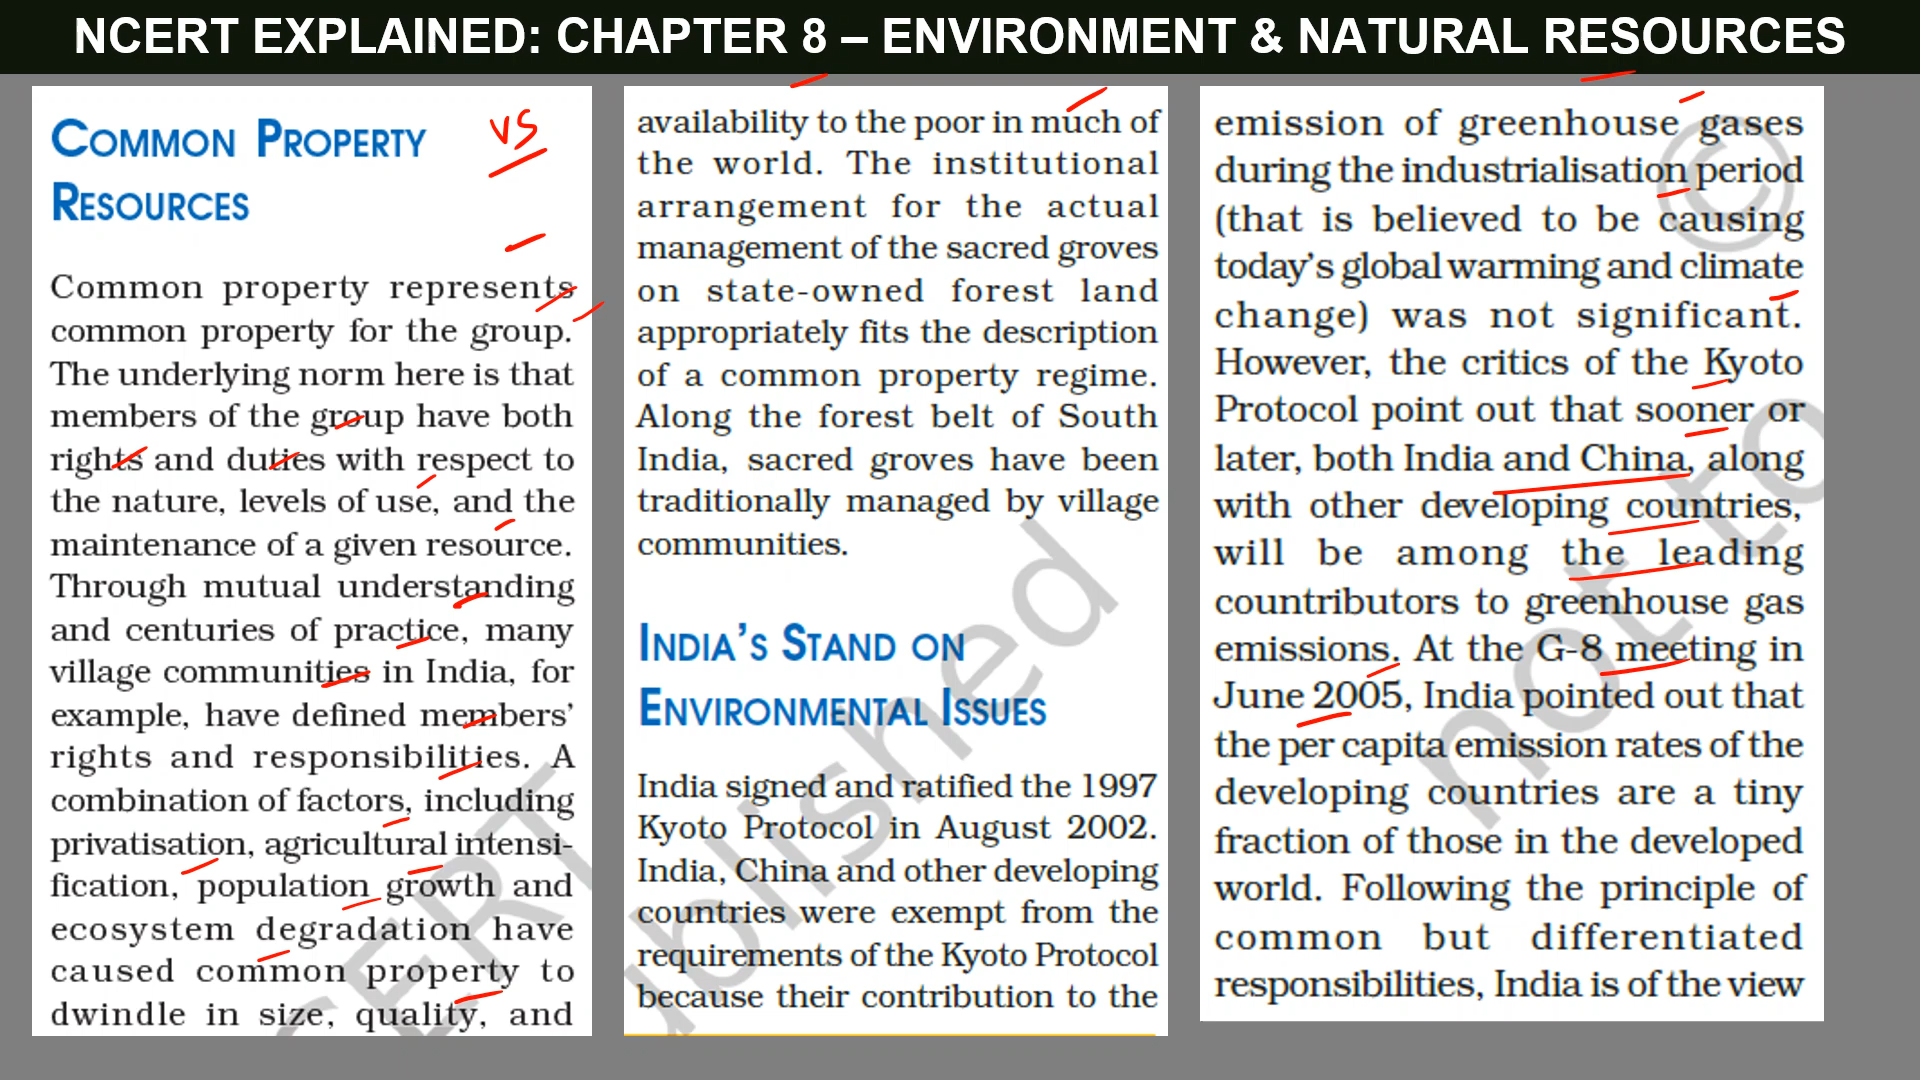 NCERT EXPLAINED: CHAPTER 8 – ENVIRONMENT & NATURAL RESOURCES
COMMON PROPERTY
RESOURCES
vs
Common property represents
common property for the group.
The underlying norm here is that
members of the group have both
rights and duties with respect to
the nature, levels of use, and the
maintenance of a given resource.
Through mutual understanding
and centuries of practice, many
village communities in India, for
example, have defined members’
rights and responsibilities. A
combination of factors, including
privatisation, agricultural intensi-
fication, population growth and
ecosystem degradation have
caused common property to
dwindle in size, quality, and
availability to the poor in much of
the world. The institutional
arrangement for the actual
management of the sacred groves
on state-owned forest land
appropriately fits the description
of a common property regime.
Along the forest belt of South
India, sacred groves have been
traditionally managed by village
communities.
INDIA’S STAND ON
ENVIRONMENTAL ISSUES
India signed and ratified the 1997
Kyoto Protocol in August 2002.
India, China and other developing
countries were exempt from the
requirements of the Kyoto Protocol
because their contribution to the
emission of greenhouse gases
during the industrialisation period
(that is believed to be causing
today’s global warming and climate
change) was not significant.
However, the critics of the Kyoto
Protocol point out that sooner or
later, both India and China, along
with other developing countries,
will be among the leading
countributors to greenhouse gas
emissions. At the G-8 meeting in
June 2005, India pointed out that
the per capita emission rates of the
developing countries are a tiny
fraction of those in the developed
world. Following the principle of
common but differentiated
responsibilities, India is of the view
CERT
ublished
©
not to